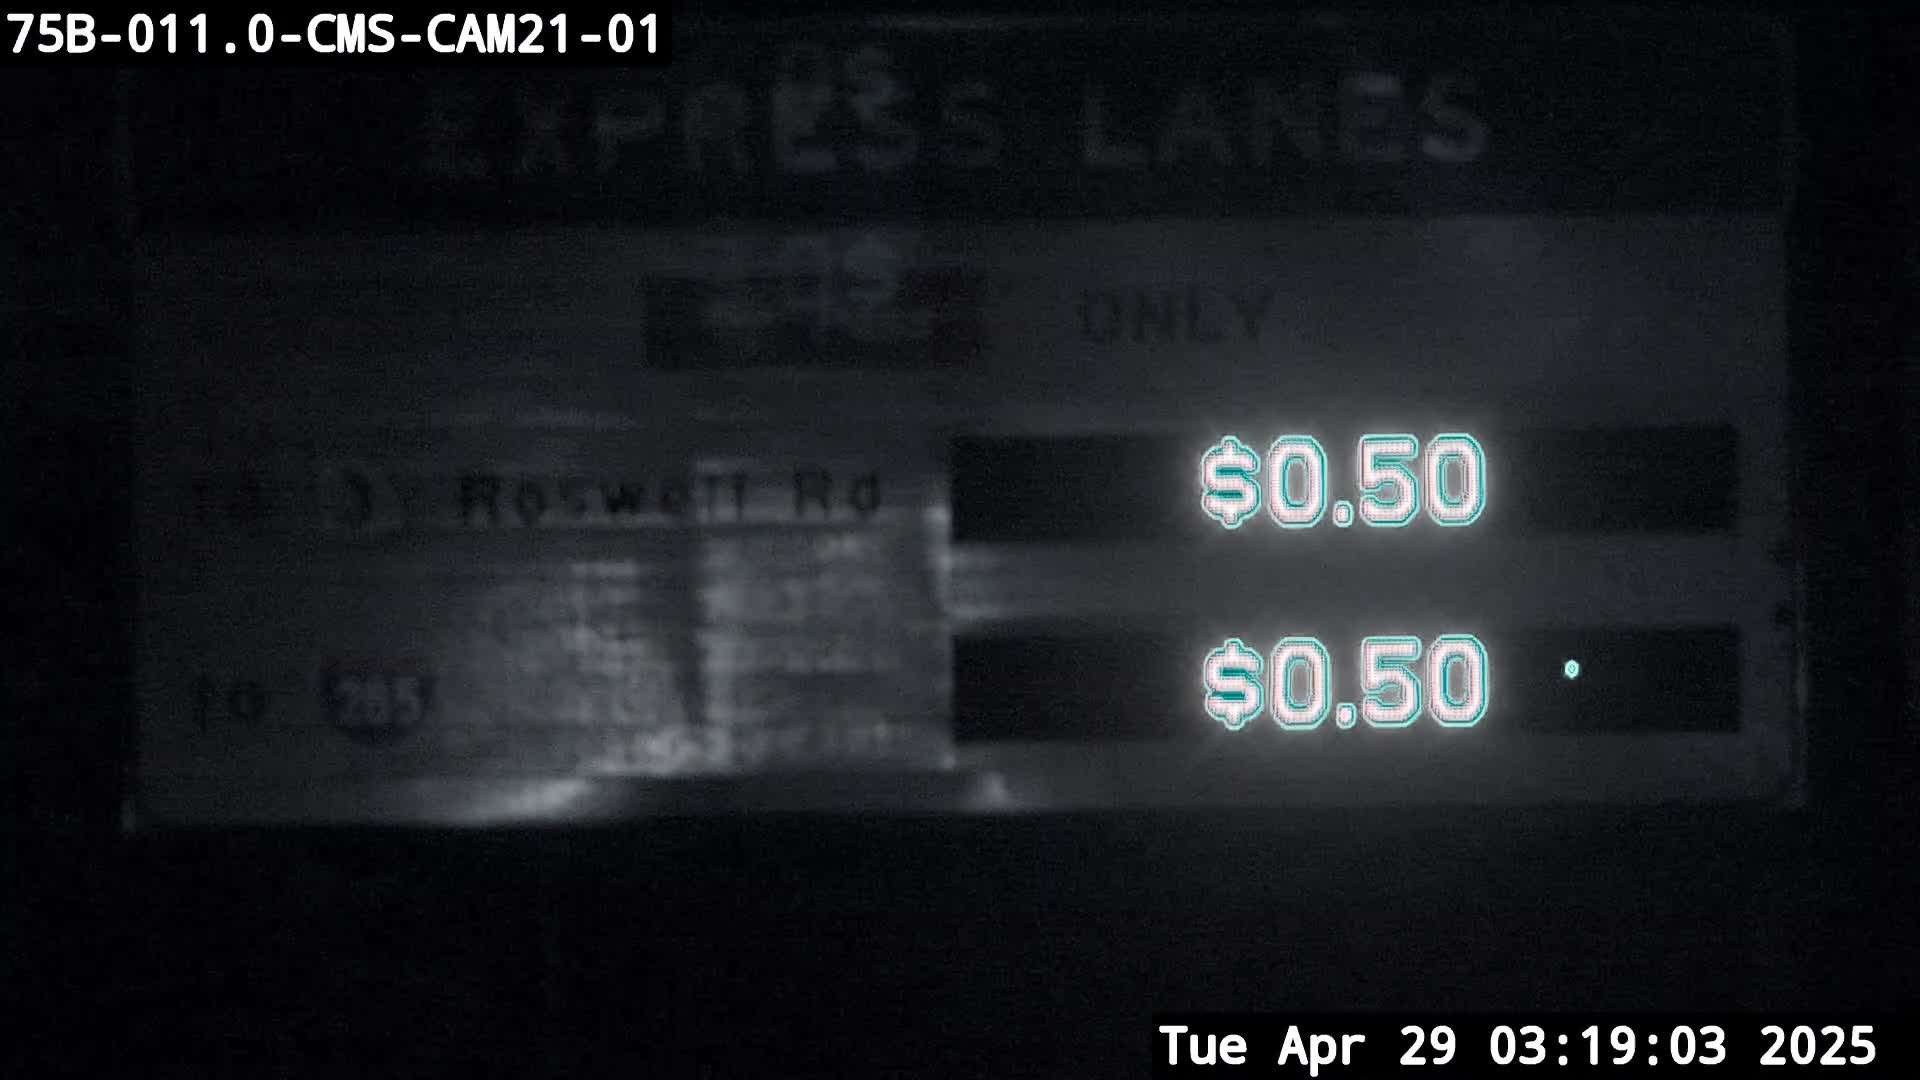 75B-011.0-CMS-CAM21-01
EXPRESS LANES
ONLY
Roswell Rd $0.50
To 285 $0.50
Tue Apr 29 03:19:03 2025